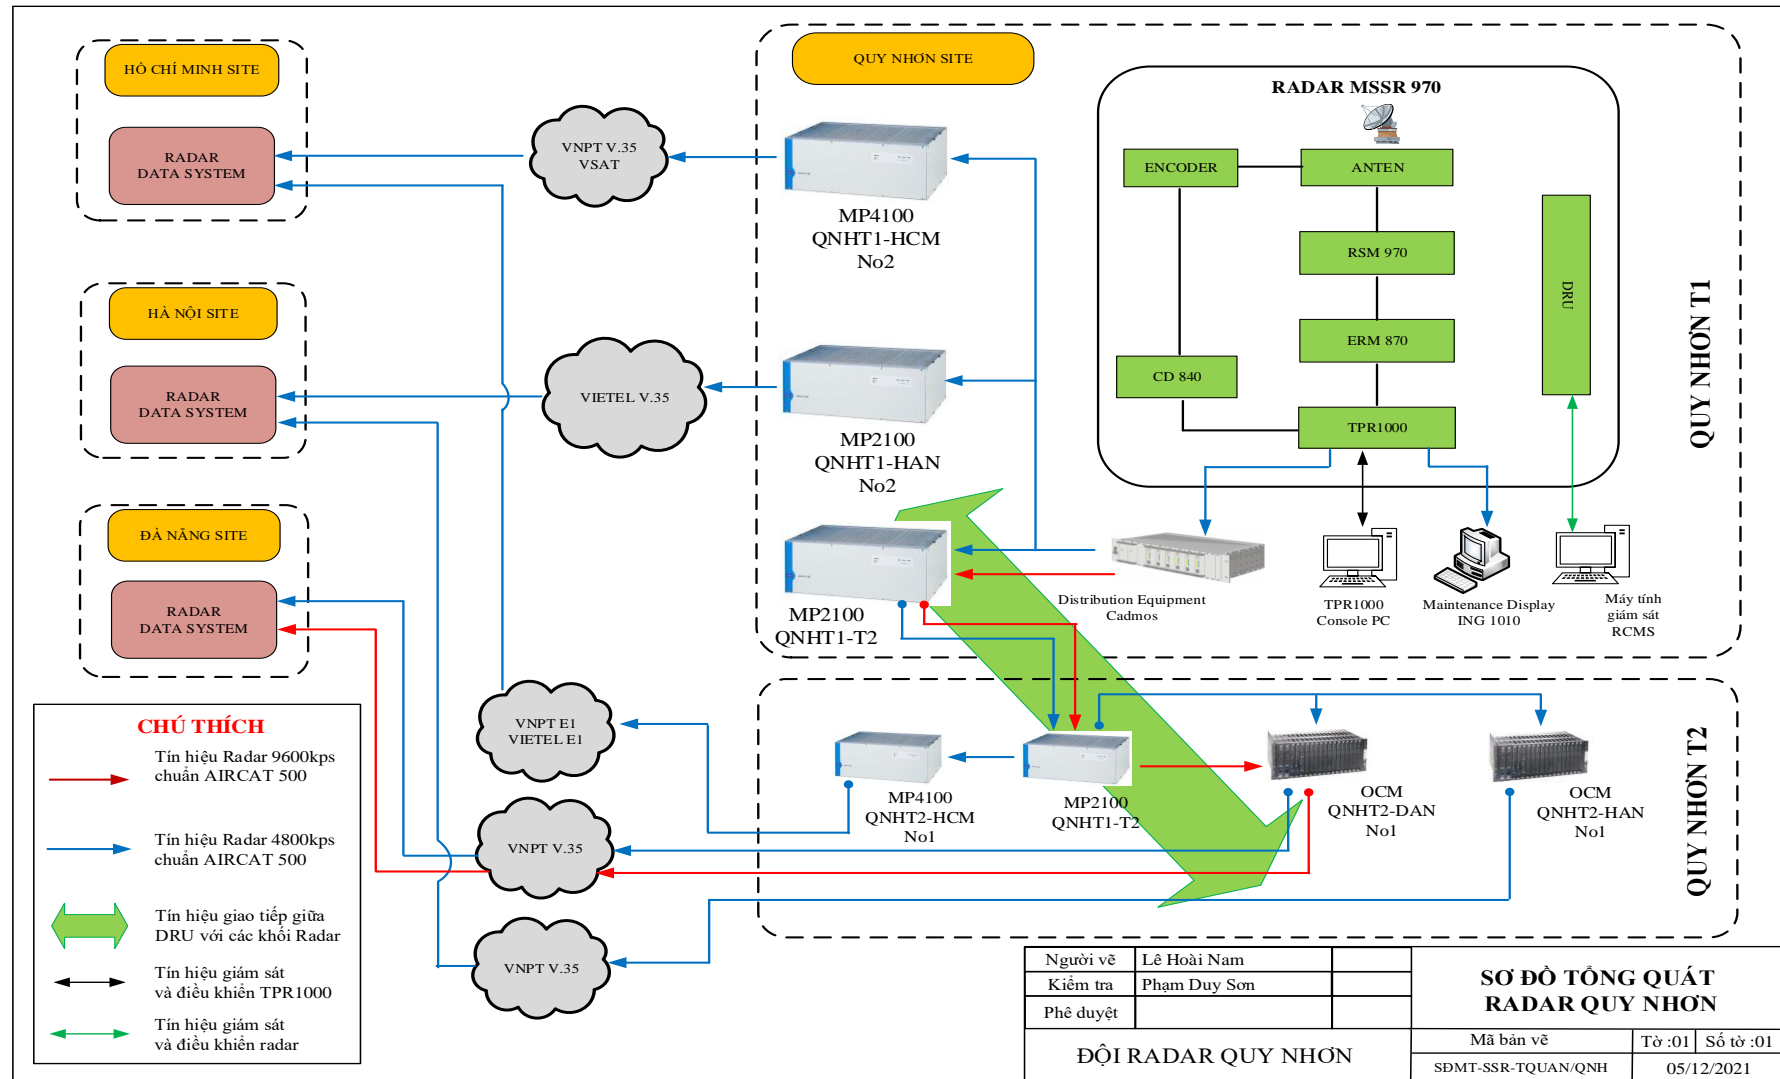 HỒ CHÍ MINH SITE
RADAR
DATA SYSTEM
HÀ NỘI SITE
RADAR
DATA SYSTEM
ĐÀ NẴNG SITE
RADAR
DATA SYSTEM
VNPT V.35
VSAT
VIETEL V.35
VNPT E1
VIETEL E1
VNPT V.35
VNPT V.35
QUY NHƠN SITE
MP4100
QNHT1-HCM
No2
MP2100
QNHT1-HAN
No2
MP2100
QNHT1-T2
RADAR MSSR 970
ENCODER
ANTEN
RSM 970
ERM 870
CD 840
TPR1000
DRU
QUY NHƠN T1
Distribution Equipment
Cadmos
TPR1000
Console PC
Maintenance Display
ING 1010
Máy tính
giám sát
RCMS
MP4100
QNHT2-HCM
No1
MP2100
QNHT1-T2
OCM
QNHT2-DAN
No1
OCM
QNHT2-HAN
No1
QUY NHƠN T2
CHÚ THÍCH
Tín hiệu Radar 9600kps
chuẩn AIRCAT 500
Tín hiệu Radar 4800kps
chuẩn AIRCAT 500
Tín hiệu giao tiếp giữa
DRU với các khối Radar
Tín hiệu giám sát
và điều khiển TPR1000
Tín hiệu giám sát
và điều khiển radar
Người vẽ Lê Hoài Nam
Kiểm tra Phạm Duy Sơn
Phê duyệt
ĐỘI RADAR QUY NHƠN
SƠ ĐỒ TỔNG QUÁT
RADAR QUY NHƠN
Mã bản vẽ Tờ :01 Số tờ :01
SĐMT-SSR-TQUAN/QNH 05/12/2021